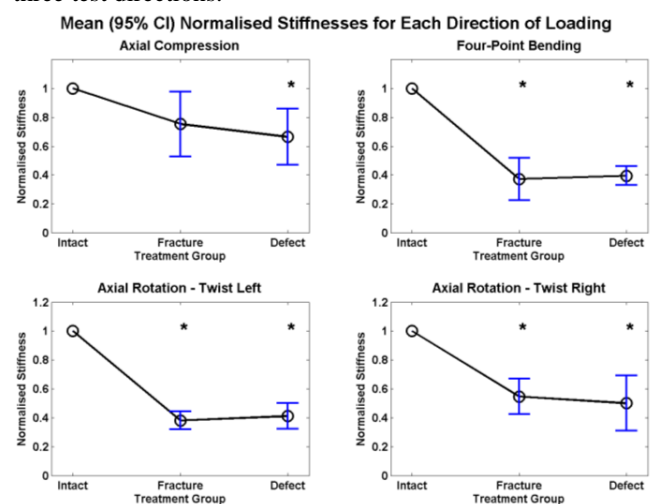 three test directions.
Mean (95% CI) Normalised Stiffnesses for Each Direction of Loading
Axial Compression
Normalised Stiffness
1
0.8
0.6
0.4
0.2
0
Intact Fracture Defect
Treatment Group
*
Four-Point Bending
Normalised Stiffness
1
0.8
0.6
0.4
0.2
0
Intact Fracture Defect
Treatment Group
* *
Axial Rotation - Twist Left
Normalised Stiffness
1.2
1
0.8
0.6
0.4
0.2
0
Intact Fracture Defect
Treatment Group
* *
Axial Rotation - Twist Right
Normalised Stiffness
1.2
1
0.8
0.6
0.4
0.2
0
Intact Fracture Defect
Treatment Group
* *